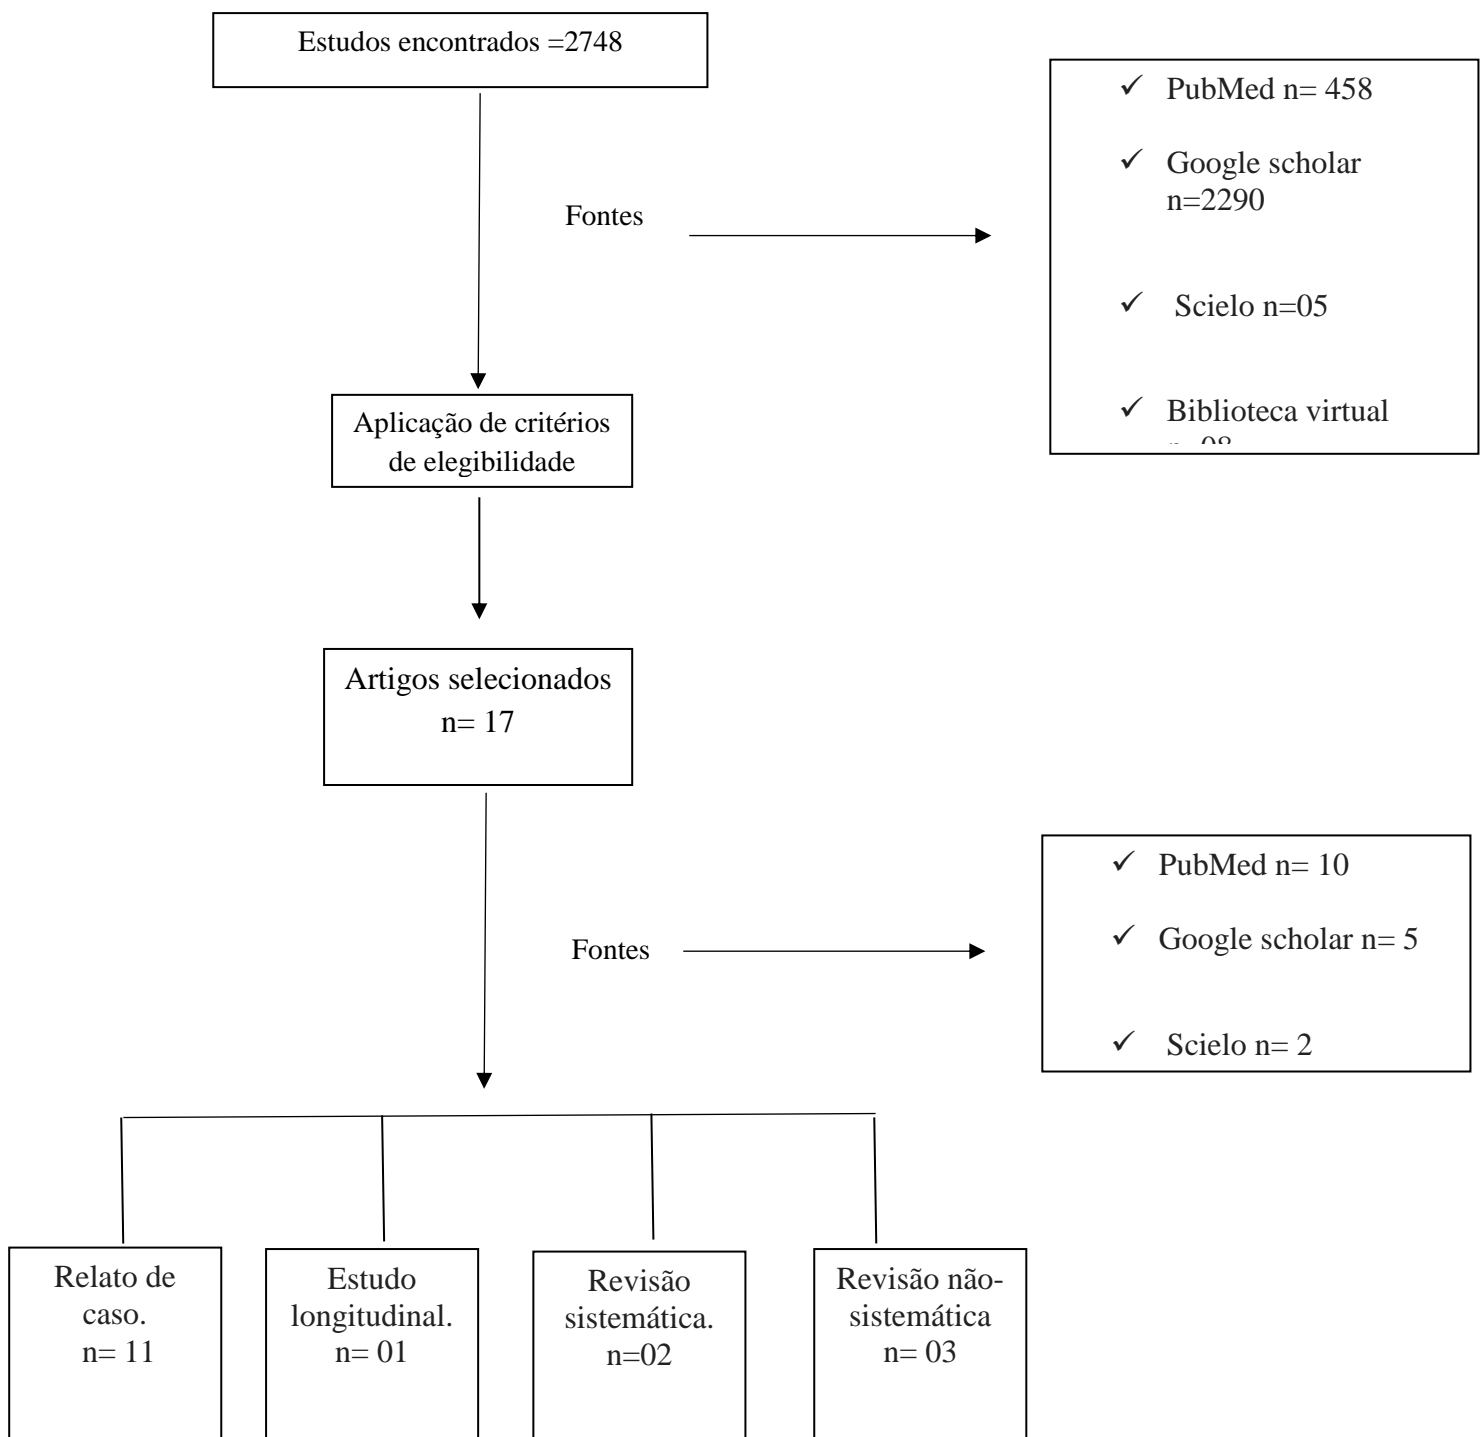 Estudos encontrados =2748
✓ PubMed n= 458
✓ Google scholar
n=2290
✓ Scielo n=05
✓ Biblioteca virtual
Fontes
Aplicação de critérios
de elegibilidade
Artigos selecionados
n= 17
✓ PubMed n= 10
✓ Google scholar n= 5
✓ Scielo n= 2
Fontes
Relato de
caso.
n= 11
Estudo
longitudinal.
n= 01
Revisão
sistemática.
n=02
Revisão não-
sistemática
n= 03